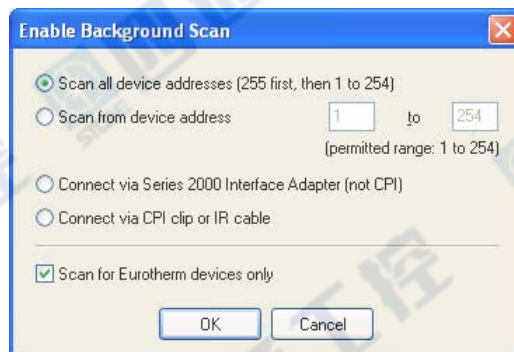 Enable Background Scan
Scan all device addresses (255 first, then 1 to 254)
Scan from device address 1 to 254
(permitted range: 1 to 254)
Connect via Series 2000 Interface Adapter (not CPI)
Connect via CPI clip or IR cable
Scan for Eurotherm devices only
OK Cancel